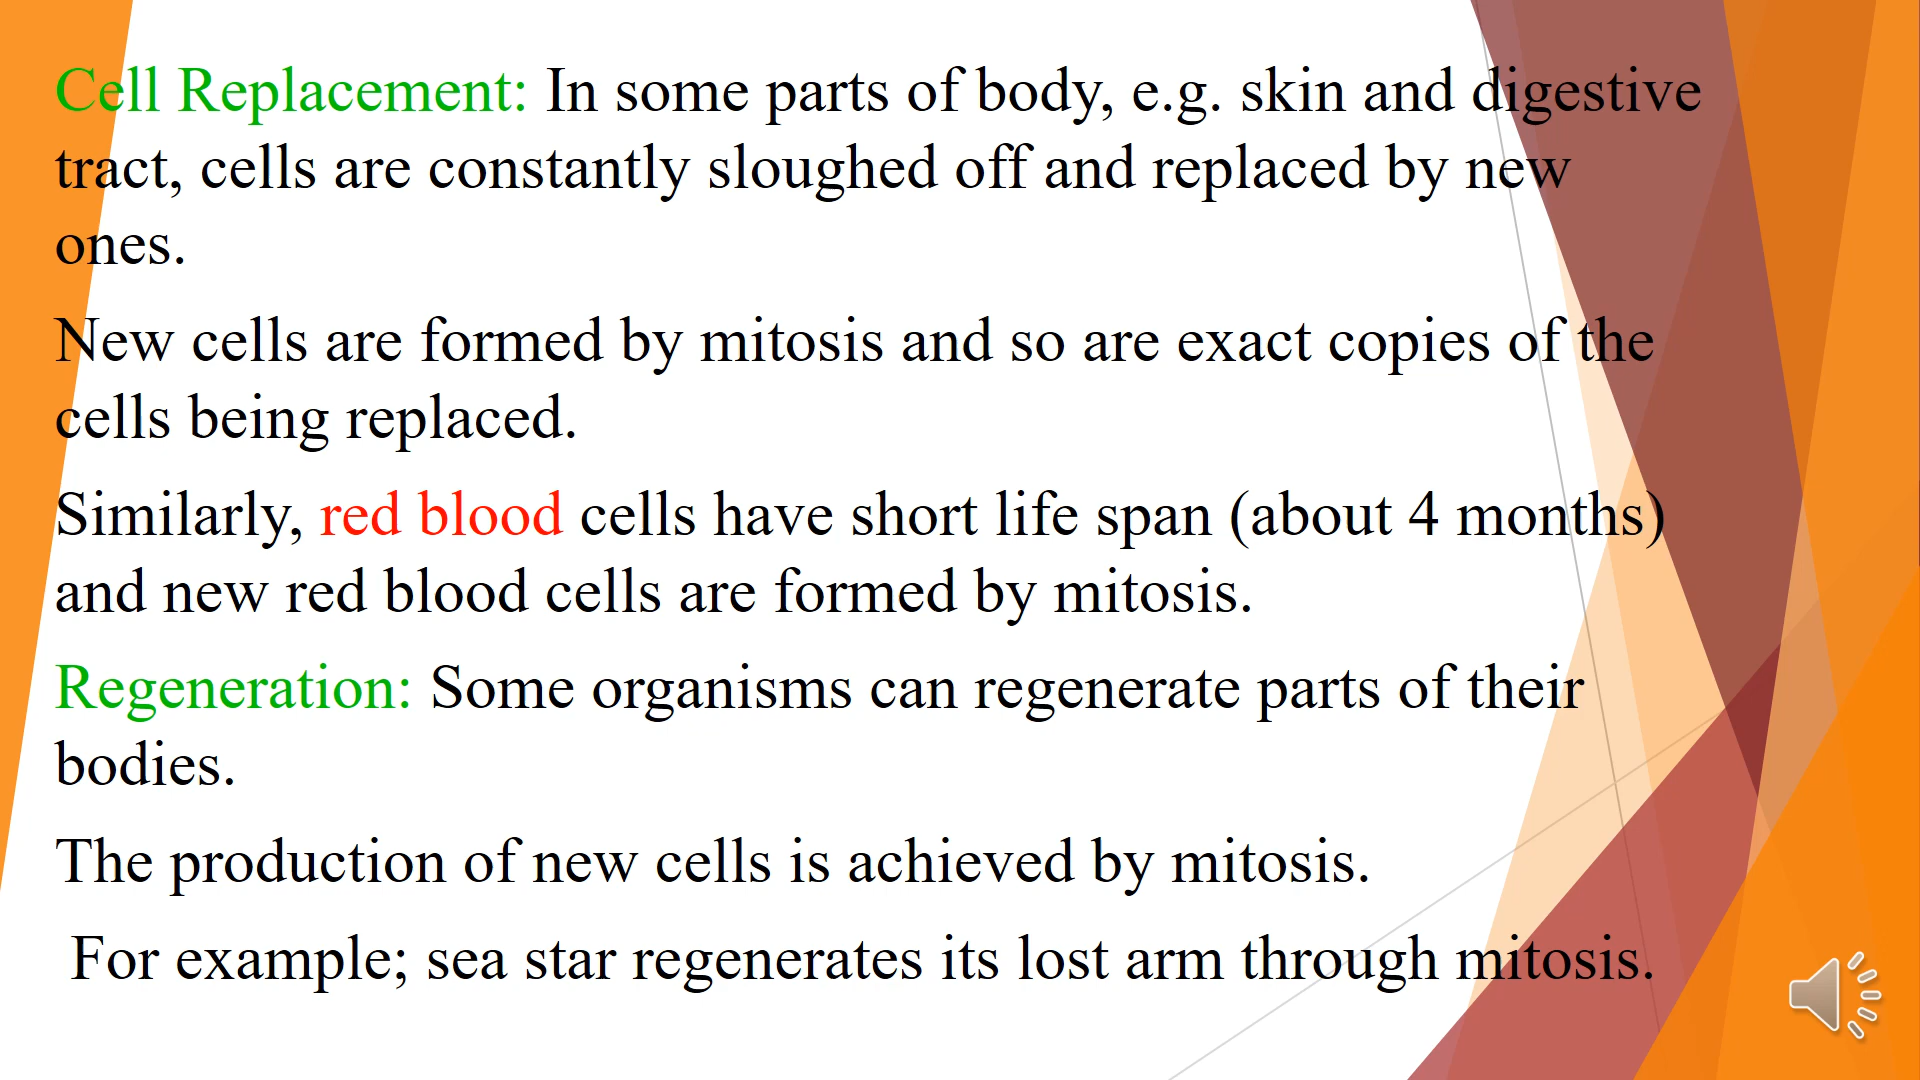 Cell Replacement: In some parts of body, e.g. skin and digestive
tract, cells are constantly sloughed off and replaced by new
ones.
New cells are formed by mitosis and so are exact copies of the
cells being replaced.
Similarly, red blood cells have short life span (about 4 months)
and new red blood cells are formed by mitosis.
Regeneration: Some organisms can regenerate parts of their
bodies.
The production of new cells is achieved by mitosis.
For example; sea star regenerates its lost arm through mitosis.